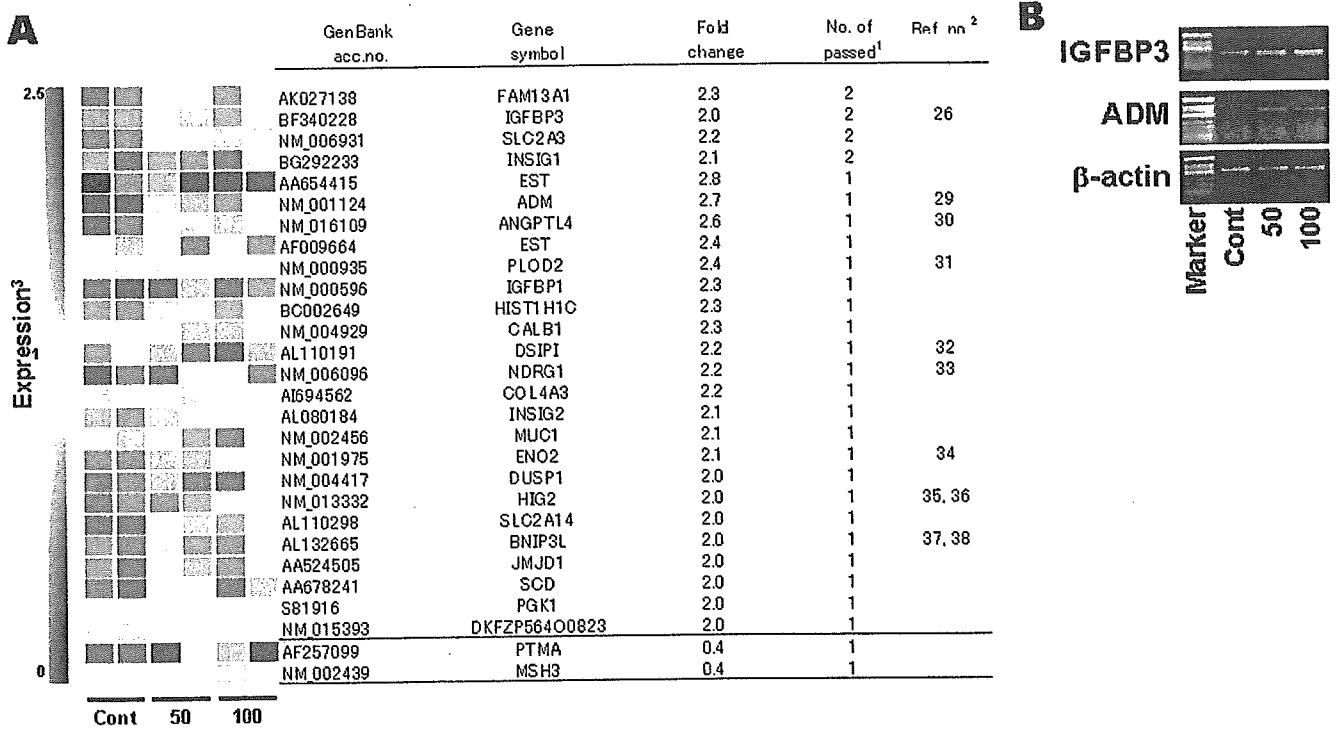 A
GenBank acc.no. Gene symbol Fold change No. of passed1 Ref. no.2
2.5
AK027138 FAM13A1 2.3 2
BF340228 IGFBP3 2.0 2 26
NM_006931 SLC2A3 2.2 2
BG292233 INSIG1 2.1 2
AA654415 EST 2.8 1
NM_001124 ADM 2.7 1 29
NM_016109 ANGPTL4 2.6 1 30
AF009664 EST 2.4 1
NM_000935 PLOD2 2.4 1 31
NM_000596 IGFBP1 2.3 1
BC002649 HIST1H1C 2.3 1
NM_004929 CALB1 2.3 1
AL110191 DSIPI 2.2 1 32
NM_006096 NDRG1 2.2 1 33
AI694562 COL4A3 2.2 1
AL080184 INSIG2 2.1 1
NM_002456 MUC1 2.1 1
NM_001975 ENO2 2.1 1 34
NM_004417 DUSP1 2.0 1
NM_013332 HIG2 2.0 1 35, 36
AL110298 SLC2A14 2.0 1
AL132665 BNIP3L 2.0 1 37, 38
AA524505 JMJD1 2.0 1
AA678241 SCD 2.0 1
S81916 PGK1 2.0 1
NM_015393 DKFZP564O0823 2.0 1
AF257099 PTMA 0.4 1
NM_002439 MSH3 0.4 1
Expression3
1
0
Cont 50 100
B
IGFBP3
ADM
β-actin
Marker Cont 50 100